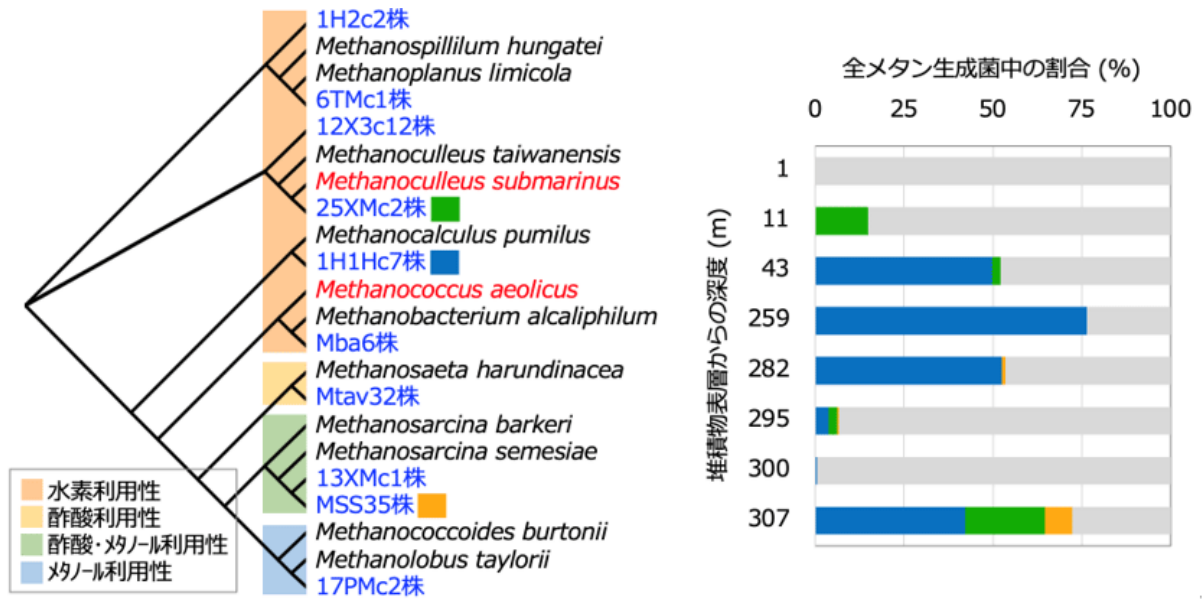 1H2c2株
Methanospillilum hungatei
Methanoplanus limicola
6TMc1株
12X3c12株
Methanoculleus taiwanensis
Methanoculleus submarinus
25XMc2株
Methanocalculus pumilus
1H1Hc7株
Methanococcus aeolicus
Methanobacterium alcaliphilum
Mba6株
Methanosaeta harundinacea
Mtav32株
Methanosarcina barkeri
Methanosarcina semesiae
13XMc1株
MSS35株
Methanococcoides burtonii
Methanolobus taylorii
17PMc2株
水素利用性
酢酸利用性
酢酸・メタノール利用性
メタノール利用性
全メタン生成菌中の割合 (%)
0 25 50 75 100
堆積物表層からの深度 (m)
1
11
43
259
282
295
300
307